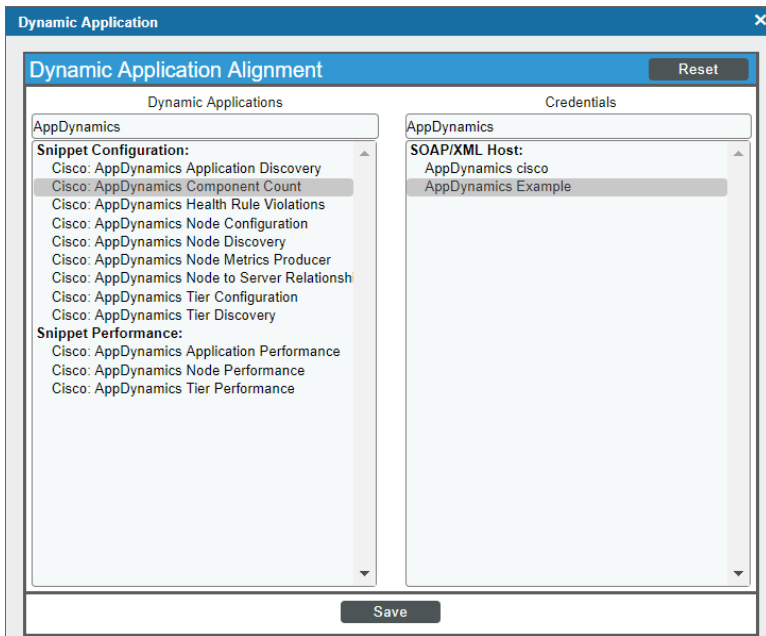 Dynamic Application
Dynamic Application Alignment
Reset
Dynamic Applications
AppDynamics
Snippet Configuration:
Cisco: AppDynamics Application Discovery
Cisco: AppDynamics Component Count
Cisco: AppDynamics Health Rule Violations
Cisco: AppDynamics Node Configuration
Cisco: AppDynamics Node Discovery
Cisco: AppDynamics Node Metrics Producer
Cisco: AppDynamics Node to Server Relationshi
Cisco: AppDynamics Tier Configuration
Cisco: AppDynamics Tier Discovery
Snippet Performance:
Cisco: AppDynamics Application Performance
Cisco: AppDynamics Node Performance
Cisco: AppDynamics Tier Performance
Credentials
AppDynamics
SOAP/XML Host:
AppDynamics cisco
AppDynamics Example
Save